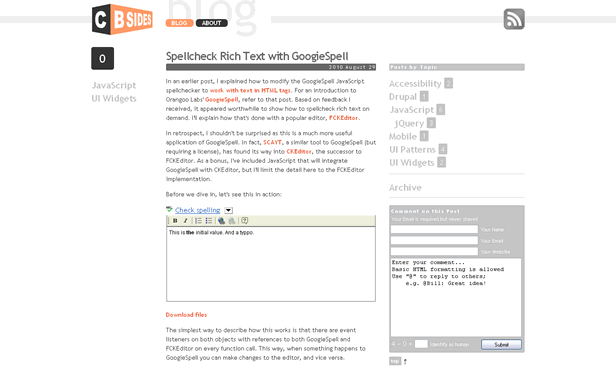 CB SIDES
blog
BLOG
ABOUT
0
JavaScript
UI Widgets
Spellcheck Rich Text with GoogieSpell
2010 August 29
In an earlier post, I explained how to modify the GoogieSpell JavaScript
spellchecker to work with text in HTML tags. For an introduction to
Orangoo Labs' GoogieSpell, refer to that post. Based on feedback I
received, it appeared worthwhile to show how to spellcheck rich text on
demand. I'll explain how that's done with a popular editor, FCKEditor.
In retrospect, I shouldn't be surprised as this is a much more useful
application of GoogieSpell. In fact, SCAYT, a similar tool to GoogieSpell (but
requiring a license), has found its way into CKEditor, the successor to
FCKEditor. As a bonus, I've included JavaScript that will integrate
GoogieSpell with CKEditor, but I'll limit the detail here to the FCKEditor
implementation.
Before we dive in, let's see this in action:
Check spelling
B I
This is the initial value. And a typpo.
Download files
The simplest way to describe how this works is that there are event
listeners on both objects with references to both GoogieSpell and
FCKEditor on every function call. This way, when something happens to
GoogieSpell you can make changes to the editor, and vice versa.
Posts by Topic
Accessibility 2
Drupal 1
JavaScript 6
jQuery 3
Mobile 1
UI Patterns 4
UI Widgets 2
Archive
Comment on this Post
Your Email is required but never shared
Your Name
Your Email
Your Website
Enter your comment...
Basic HTML formatting is allowed
Use "@" to reply to others;
e.g. @Bill: Great idea!
Identify as human
Submit
top